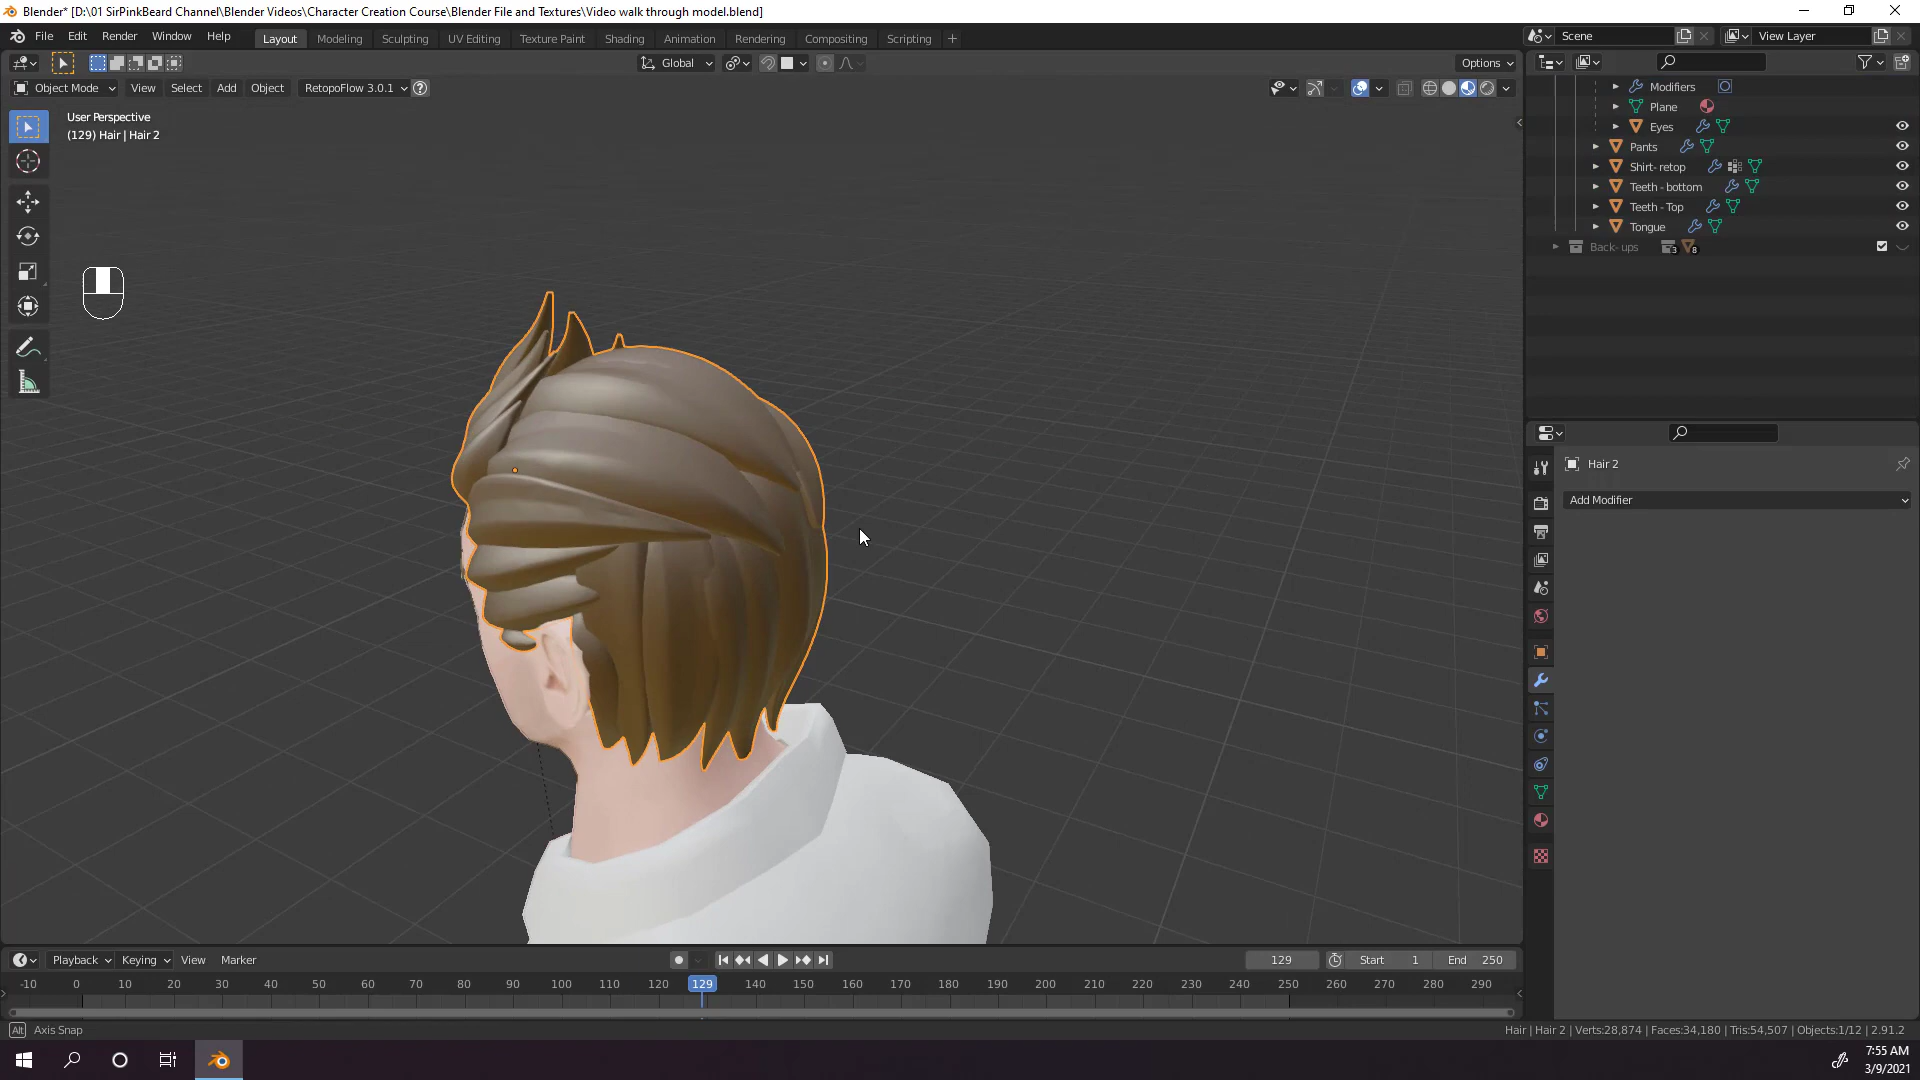 Blender* [D:\01 SirPinkBeard Channel\Blender Videos\Character Creation Course\Blender File and Textures\Video walk through model.blend]
File Edit Render Window Help Layout Modeling Sculpting UV Editing Texture Paint Shading Animation Rendering Compositing Scripting + Scene View Layer
Global Options
Object Mode View Select Add Object RetopoFlow 3.0.1 ?
User Perspective
(129) Hair | Hair 2
Modifiers
Plane
Eyes
Pants
Shirt- retop
Teeth - bottom
Teeth - Top
Tongue
Back- ups 3 8
Hair 2
Add Modifier
Playback Keying View Marker 129 Start 1 End 250
-10 0 10 20 30 40 50 60 70 80 90 100 110 120 129 140 150 160 170 180 190 200 210 220 230 240 250 260 270 280 290
Alt Axis Snap
Hair | Hair 2 | Verts:28,874 | Faces:34,180 | Tris:54,507 | Objects:1/12 | 2.91.2
7:55 AM
3/9/2021